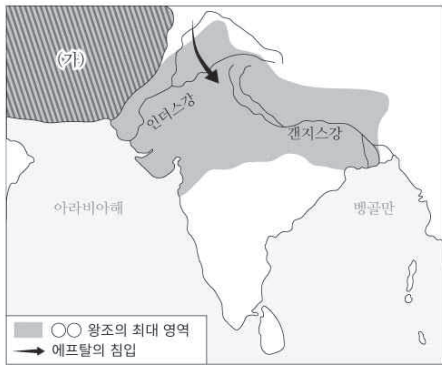 (가)
인더스강
갠지스강
아라비아해
벵골만
○○ 왕조의 최대 영역
에프탈의 침입